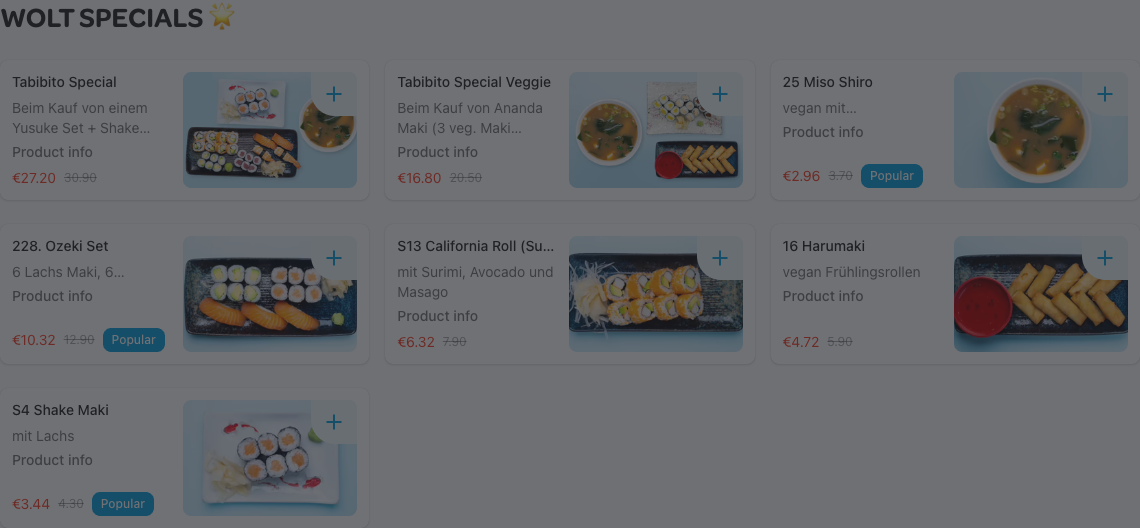 WOLT SPECIALS 🌟
Tabibito Special
Beim Kauf von einem
Yusuke Set + Shake...
Product info
€27.20 30.90
Tabibito Special Veggie
Beim Kauf von Ananda
Maki (3 veg. Maki...
Product info
€16.80 20.50
25 Miso Shiro
vegan mit...
Product info
€2.96 3.70 Popular
228. Ozeki Set
6 Lachs Maki, 6...
Product info
€10.32 12.90 Popular
S13 California Roll (Su...
mit Surimi, Avocado und
Masago
Product info
€6.32 7.90
16 Harumaki
vegan Frühlingsrollen
Product info
€4.72 5.90
S4 Shake Maki
mit Lachs
Product info
€3.44 4.30 Popular